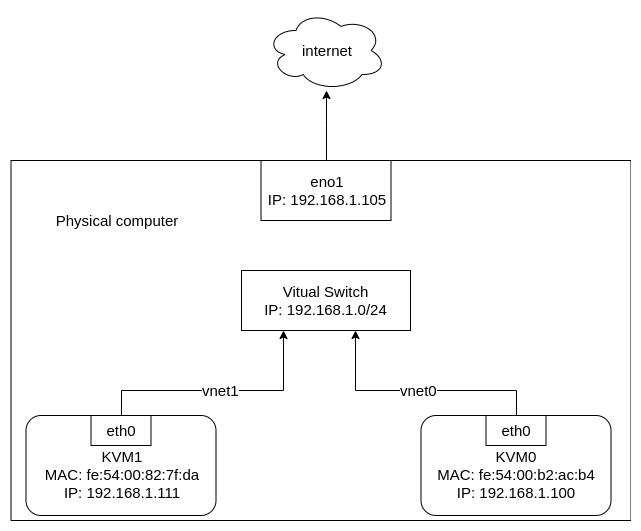 internet
eno1
IP: 192.168.1.105
Physical computer
Vitual Switch
IP: 192.168.1.0/24
vnet1
vnet0
eth0
KVM1
MAC: fe:54:00:82:7f:da
IP: 192.168.1.111
eth0
KVM0
MAC: fe:54:00:b2:ac:b4
IP: 192.168.1.100